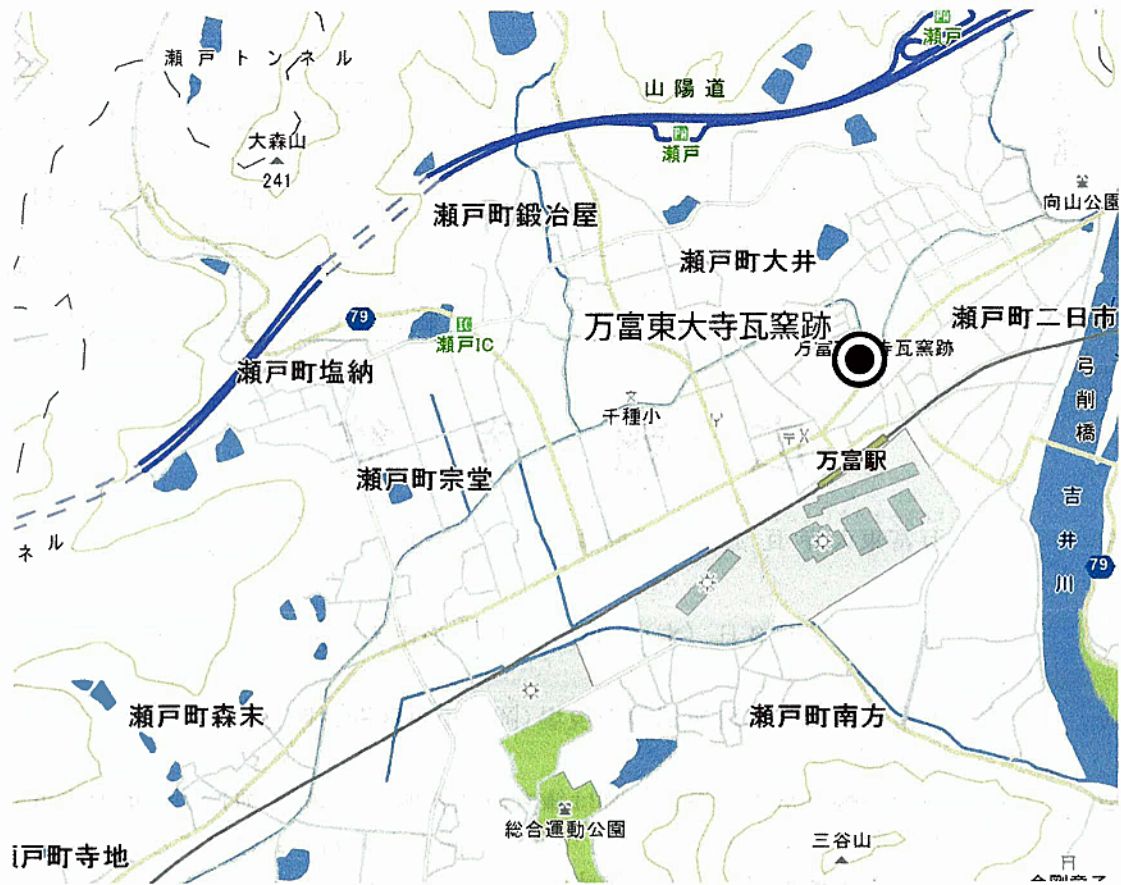 瀬戸
瀬戸トンネル
山陽道
大森山
241
瀬戸
向山公園
瀬戸町鍛冶屋
瀬戸町大井
79
瀬戸IC
万富東大寺瓦窯跡
瀬戸町二日市
瀬戸町塩納
千種小
弓削橋
万富駅
瀬戸町宗堂
吉井川
ネル
79
瀬戸町森末
瀬戸町南方
総合運動公園
三谷山
戸町寺地